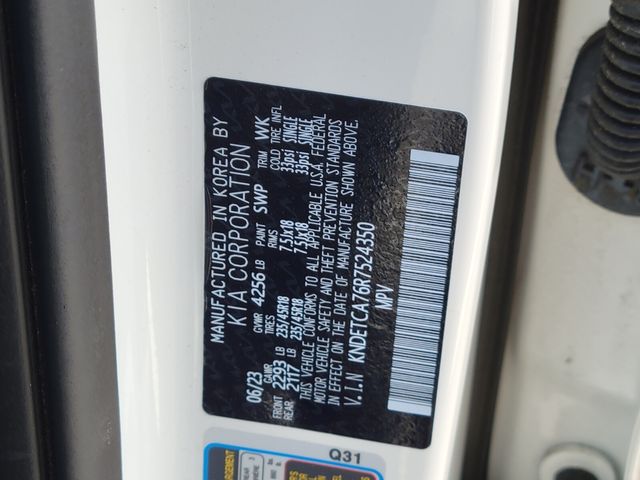 MANUFACTURED IN KOREA BY
KIA CORPORATION
06/23 GVWR 4256 LB PAINT SWP TRIM WK
GAWR TIRES RIMS COLD TIRE INFL
FRONT 2293 LB 235/45R18 7.5Jx18 33psi SINGLE
REAR 2117 LB 235/45R18 7.5Jx18 33psi SINGLE
THIS VEHICLE CONFORMS TO ALL APPLICABLE U.S.A. FEDERAL
MOTOR VEHICLE SAFETY AND THEFT PREVENTION STANDARDS
IN EFFECT ON THE DATE OF MANUFACTURE SHOWN ABOVE.
V.I.N KNDETCA76R7524350
MPV
Q31